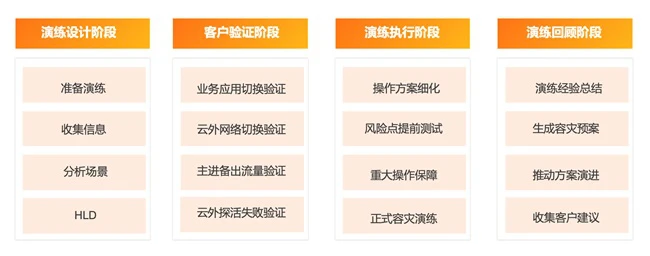 演练设计阶段
准备演练
收集信息
分析场景
HLD
客户验证阶段
业务应用切换验证
云外网络切换验证
主进备出流量验证
云外探活失败验证
演练执行阶段
操作方案细化
风险点提前测试
重大操作保障
正式容灾演练
演练回顾阶段
演练经验总结
生成容灾预案
推动方案演进
收集客户建议